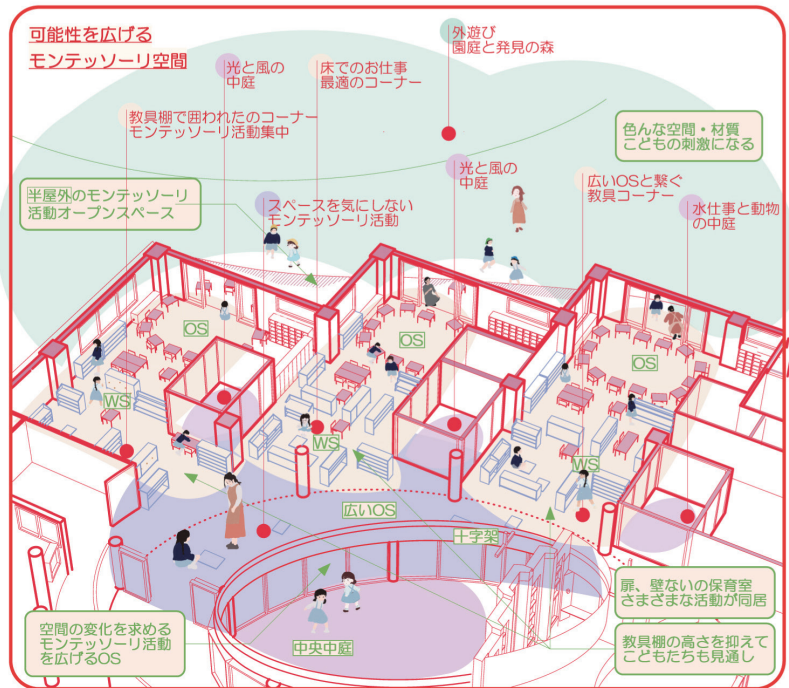 可能性を広げる
モンテッソーリ空間
外遊び
園庭と発見の森
光と風の
中庭
床でのお仕事
最適のコーナー
教具棚で囲われたのコーナー
モンテッソーリ活動集中
色んな空間・材質
こどもの刺激になる
光と風の
中庭
広いOSと繋ぐ
教具コーナー
半屋外のモンテッソーリ
活動オープンスペース
スペースを気にしない
モンテッソーリ活動
水仕事と動物
の中庭
OS
OS
OS
WS
WS
WS
広いOS
十字架
扉、壁ないの保育室
さまざまな活動が同居
空間の変化を求める
モンテッソーリ活動
を広げるOS
中央中庭
教具棚の高さを抑えて
こどもたちも見通し